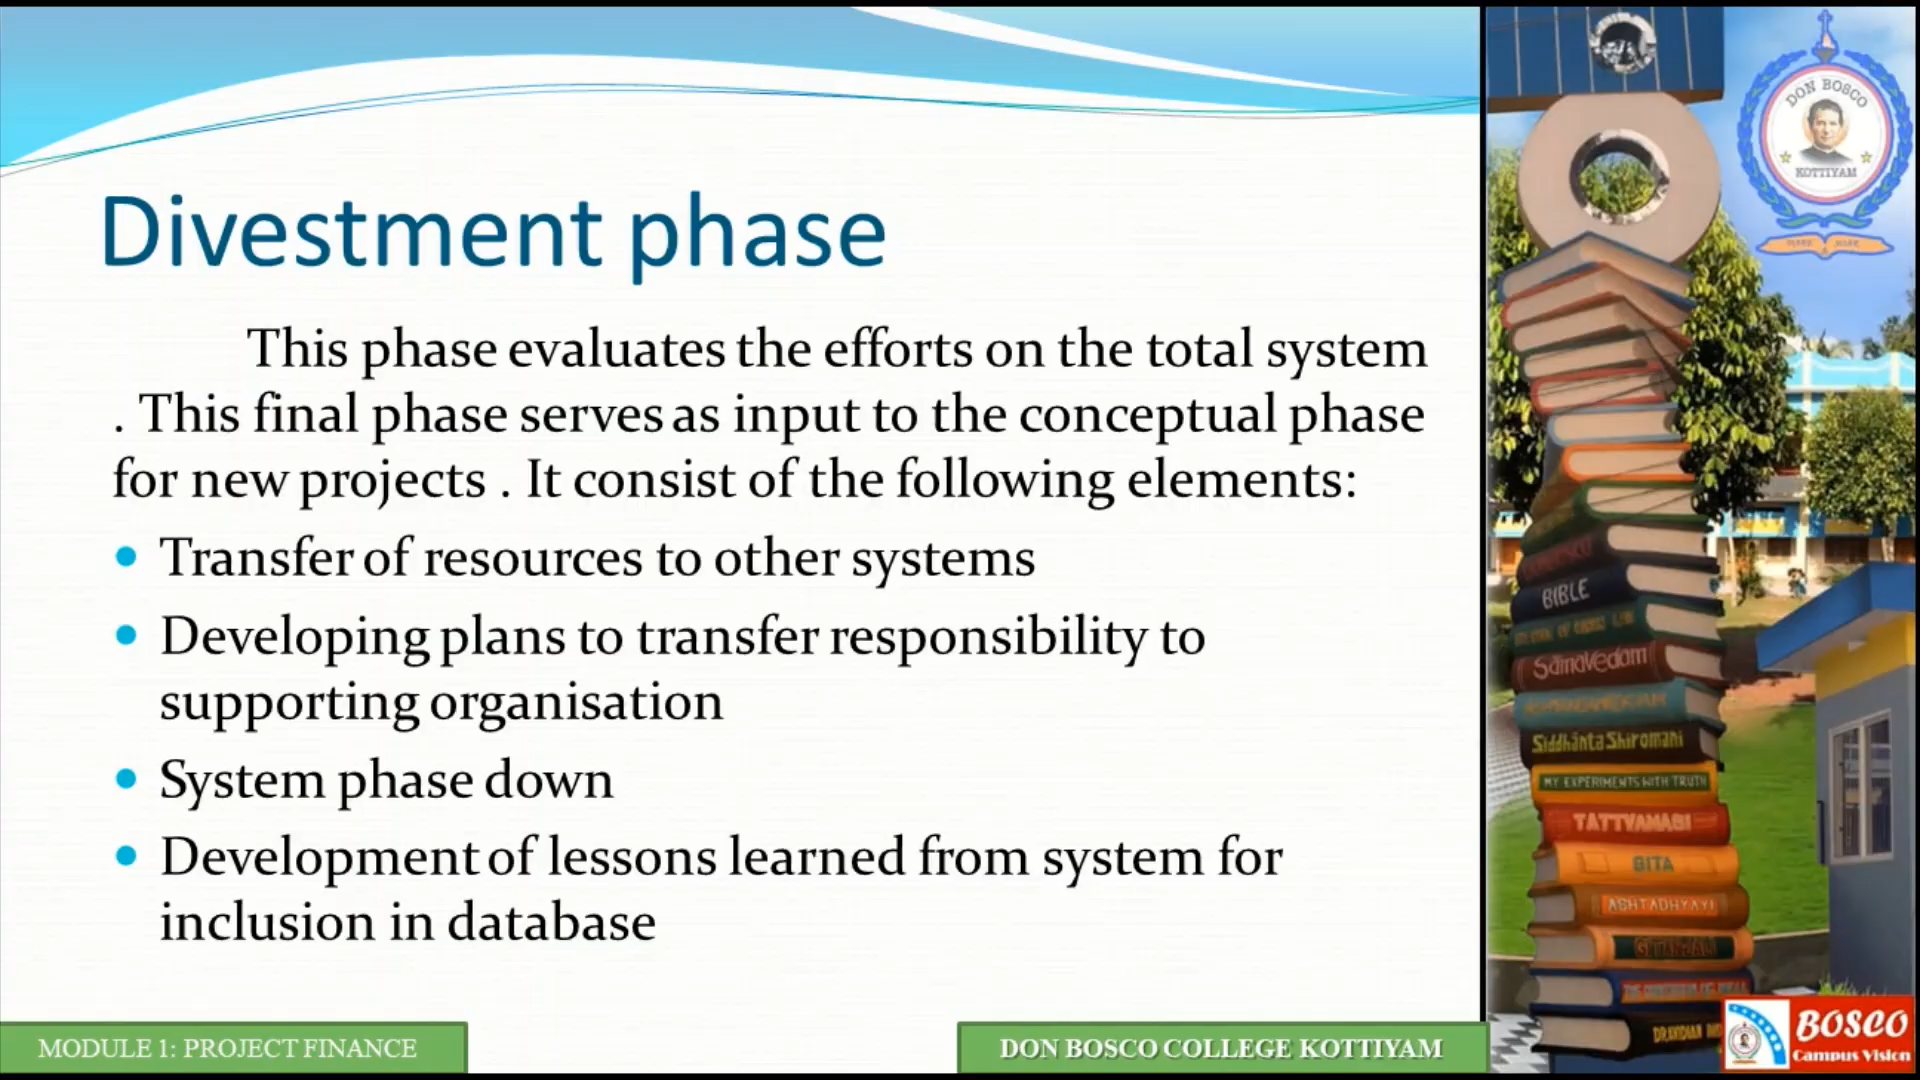 Divestment phase
This phase evaluates the efforts on the total system
. This final phase serves as input to the conceptual phase
for new projects . It consist of the following elements:
• Transfer of resources to other systems
• Developing plans to transfer responsibility to
supporting organisation
• System phase down
• Development of lessons learned from system for
inclusion in database
MODULE 1: PROJECT FINANCE
DON BOSCO COLLEGE KOTTIYAM
DON BOSCO
KOTTIYAM
BIBLE
SamaVedam
Siddhanta Shiromani
MY EXPERIMENTS WITH TRUTH
TATTVAMASI
GITA
ASHTADHYAYI
GITANJALI
BOSCO
Campus Vision